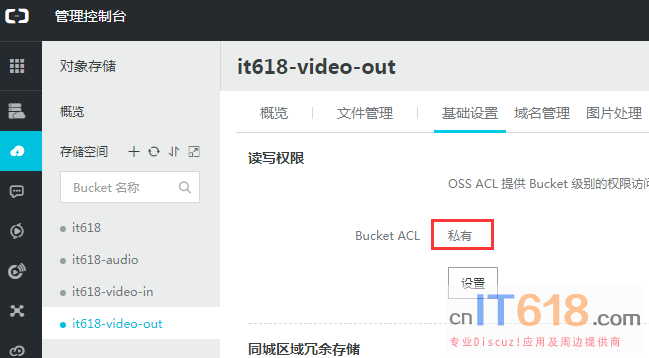 管理控制台
对象存储
概览
存储空间
Bucket 名称
it618
it618-audio
it618-video-in
it618-video-out
it618-video-out
概览 文件管理 基础设置 域名管理 图片处理
读写权限
OSS ACL 提供 Bucket 级别的权限访
Bucket ACL 私有
设置
cnIT618.com
专业Discuz!应用及周边提供商
同城区域冗余存储